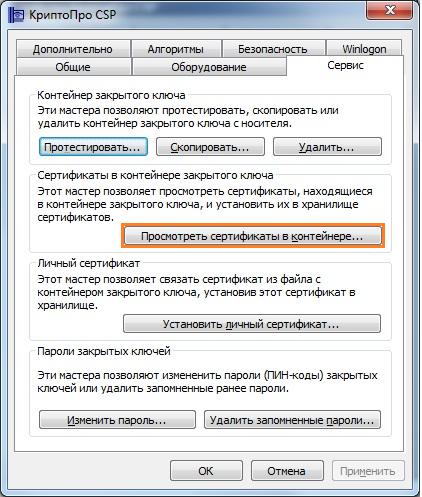 КриптоПро CSP
Дополнительно Алгоритмы Безопасность Winlogon
Общие Оборудование Сервис
Контейнер закрытого ключа
Эти мастера позволяют протестировать, скопировать или
удалить контейнер закрытого ключа с носителя.
Протестировать... Скопировать... Удалить...
Сертификаты в контейнере закрытого ключа
Этот мастер позволяет просмотреть сертификаты, находящиеся
в контейнере закрытого ключа, и установить их в хранилище
сертификатов.
Просмотреть сертификаты в контейнере...
Личный сертификат
Этот мастер позволяет связать сертификат из файла с
контейнером закрытого ключа, установив этот сертификат в
хранилище.
Установить личный сертификат...
Пароли закрытых ключей
Эти мастера позволяют измененить пароли (ПИН-коды) закрытых
ключей или удалить запомненные ранее пароли.
Изменить пароль... Удалить запомненные пароли...
ОК Отмена Применить